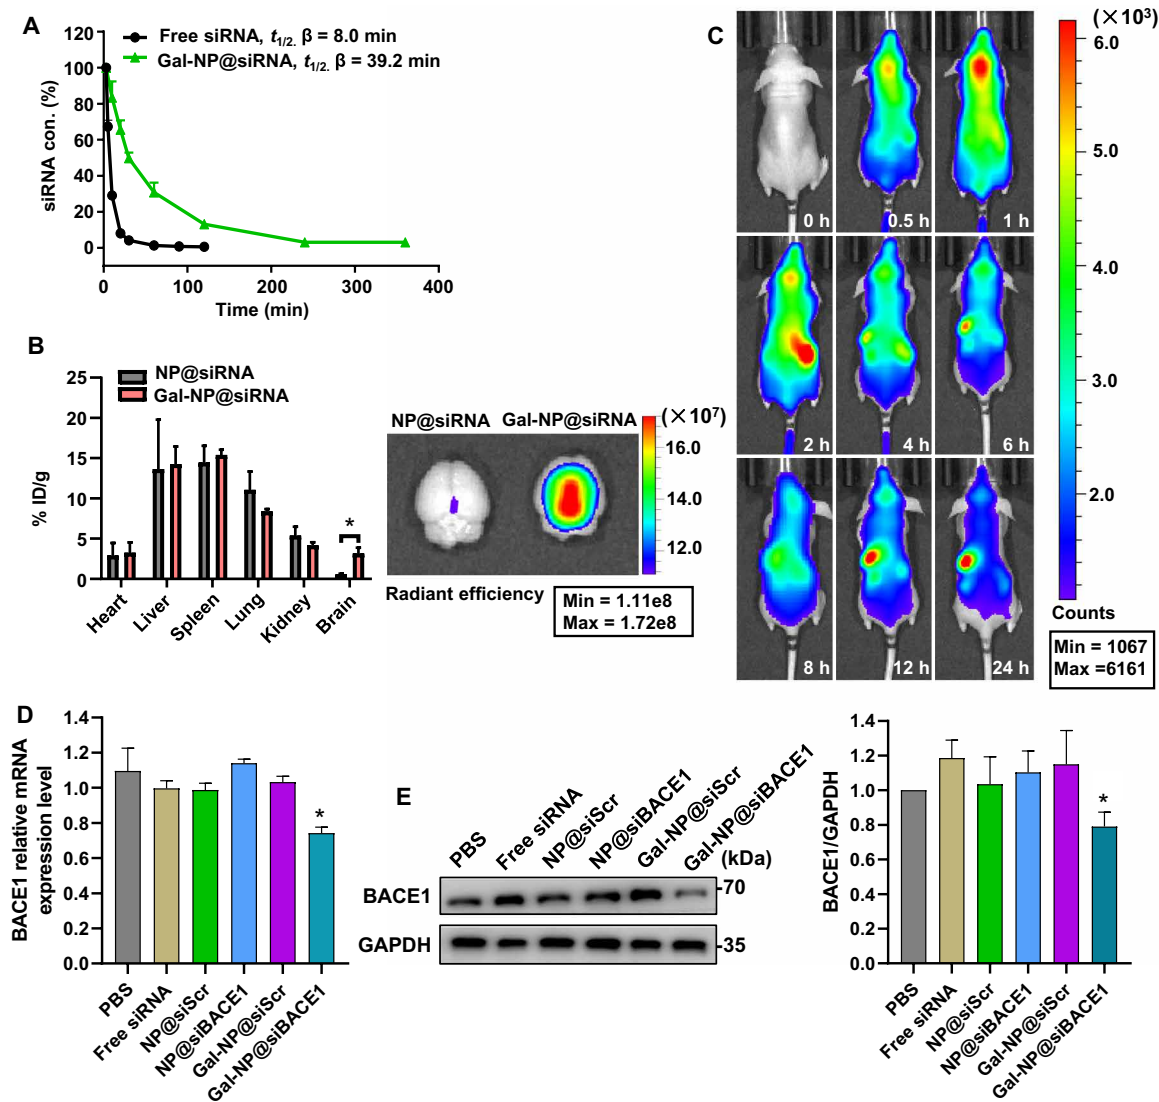 A
120
100
80
60
40
20
0
siRNA con. (%)
Free siRNA, t1/2. β = 8.0 min
Gal-NP@siRNA, t1/2. β = 39.2 min
0
100
200
300
400
Time (min)
B
25
20
15
10
5
0
% ID/g
NP@siRNA
Gal-NP@siRNA
*
Heart
Liver
Spleen
Lung
Kidney
Brain
NP@siRNA
Gal-NP@siRNA
(×10⁷)
16.0
14.0
12.0
Radiant efficiency
Min = 1.11e8
Max = 1.72e8
C
0 h
0.5 h
1 h
2 h
4 h
6 h
8 h
12 h
24 h
(×10³)
6.0
5.0
4.0
3.0
2.0
Counts
Min = 1067
Max =6161
D
BACE1 relative mRNA
expression level
1.4
1.2
1.0
0.8
0.6
0.4
0.2
0.0
*
PBS
Free siRNA
NP@siScr
NP@siBACE1
Gal-NP@siScr
Gal-NP@siBACE1
E
PBS
Free siRNA
NP@siScr
NP@siBACE1
Gal-NP@siScr
Gal-NP@siBACE1
(kDa)
BACE1
-70
GAPDH
-35
BACE1/GAPDH
1.4
1.2
1.0
0.8
0.6
0.4
0.2
0.0
*
PBS
Free siRNA
NP@siScr
NP@siBACE1
Gal-NP@siScr
Gal-NP@siBACE1